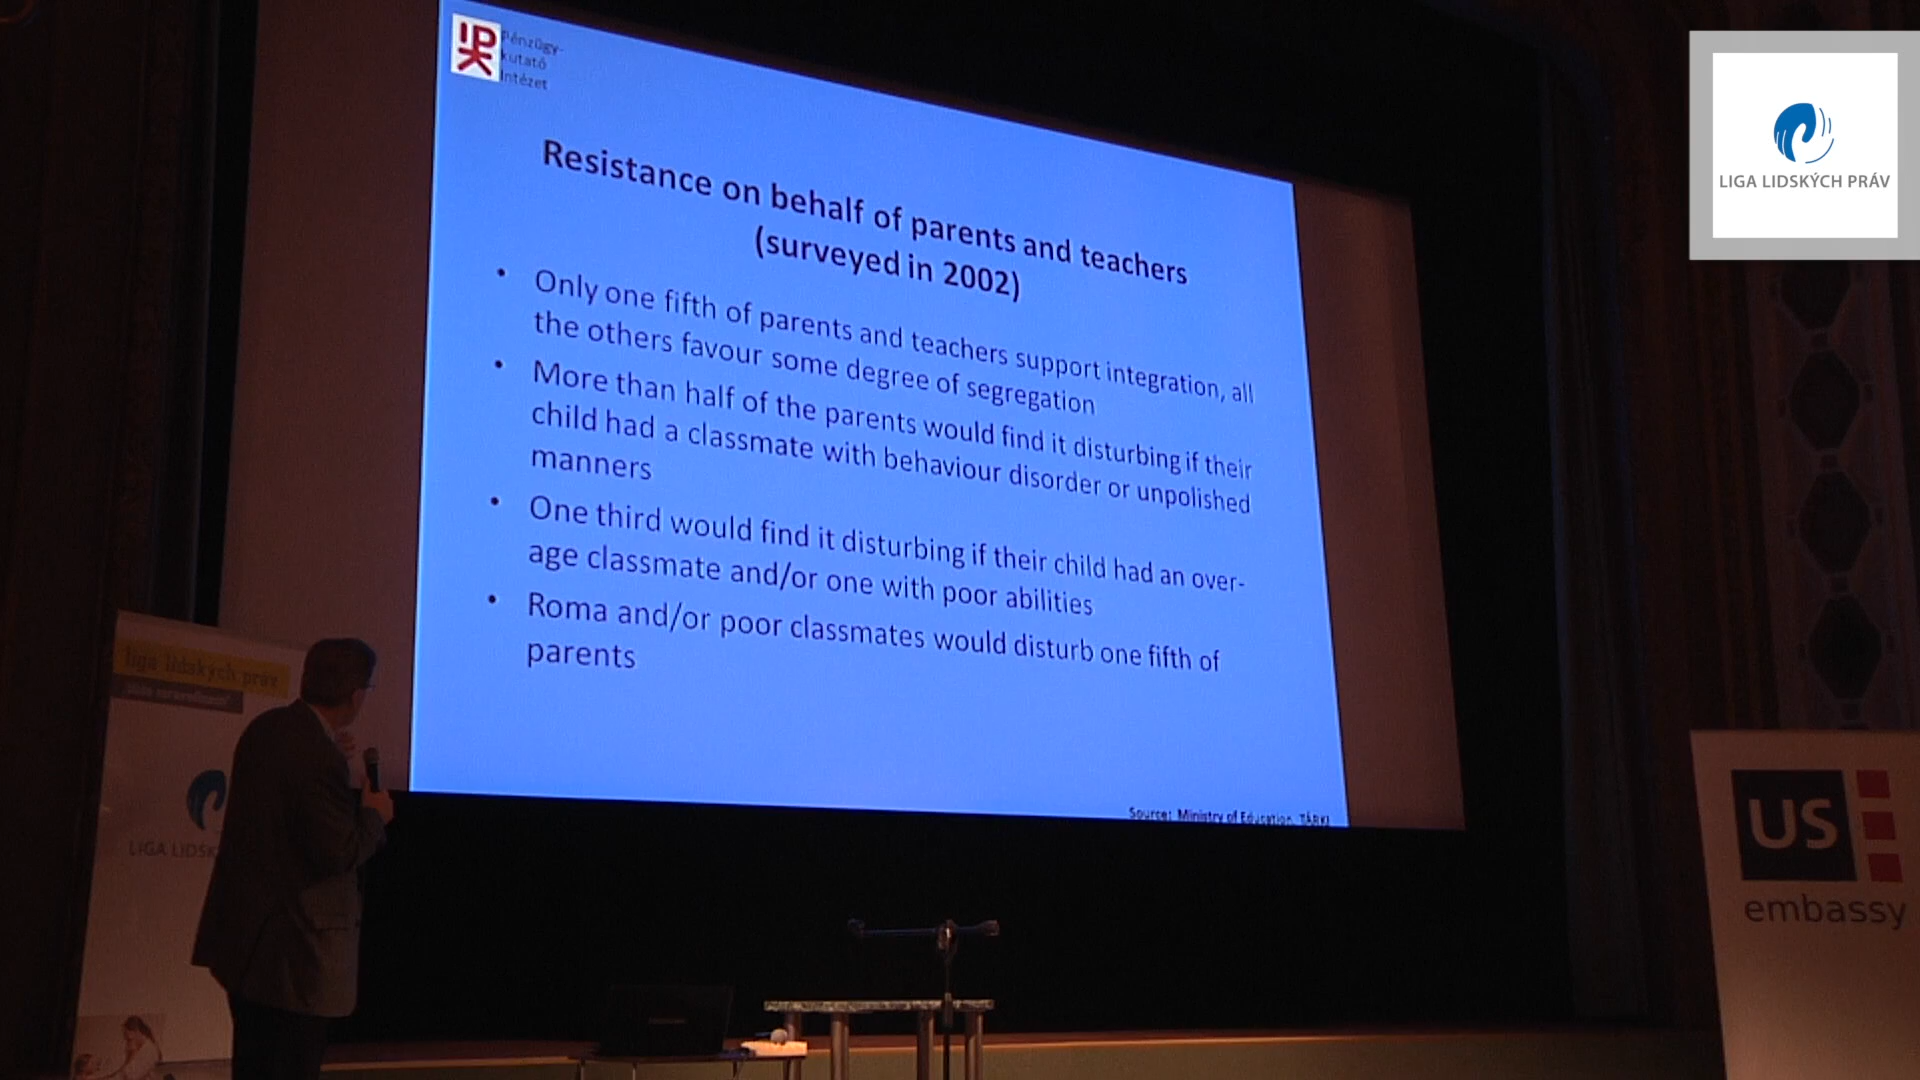 Pénzügy-
kutató
Intézet
LIGA LIDSKÝCH PRÁV
Resistance on behalf of parents and teachers
(surveyed in 2002)
• Only one fifth of parents and teachers support integration, all
the others favour some degree of segregation
• More than half of the parents would find it disturbing if their
child had a classmate with behaviour disorder or unpolished
manners
• One third would find it disturbing if their child had an over-
age classmate and/or one with poor abilities
• Roma and/or poor classmates would disturb one fifth of
parents
Source: Ministry of Education, TÁRKI
liga lidských práv
LIGA LIDSK
US
embassy